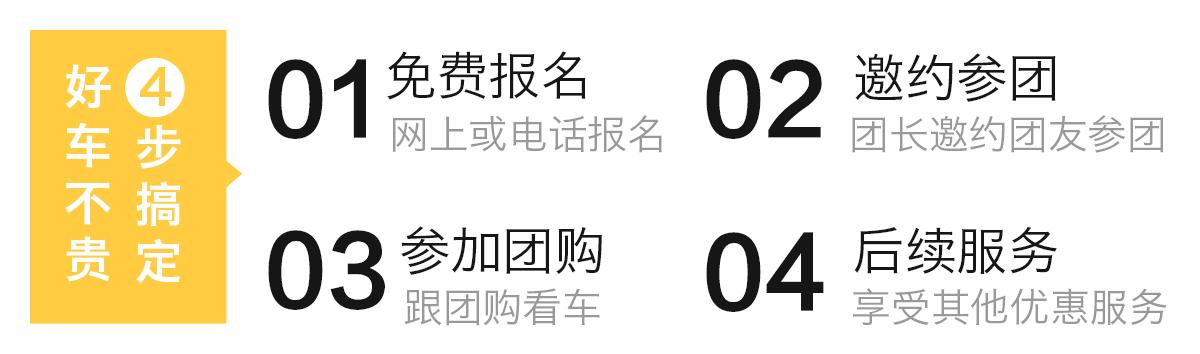 好车不贵
4步搞定
01 免费报名
网上或电话报名
02 邀约参团
团长邀约团友参团
03 参加团购
跟团购看车
04 后续服务
享受其他优惠服务